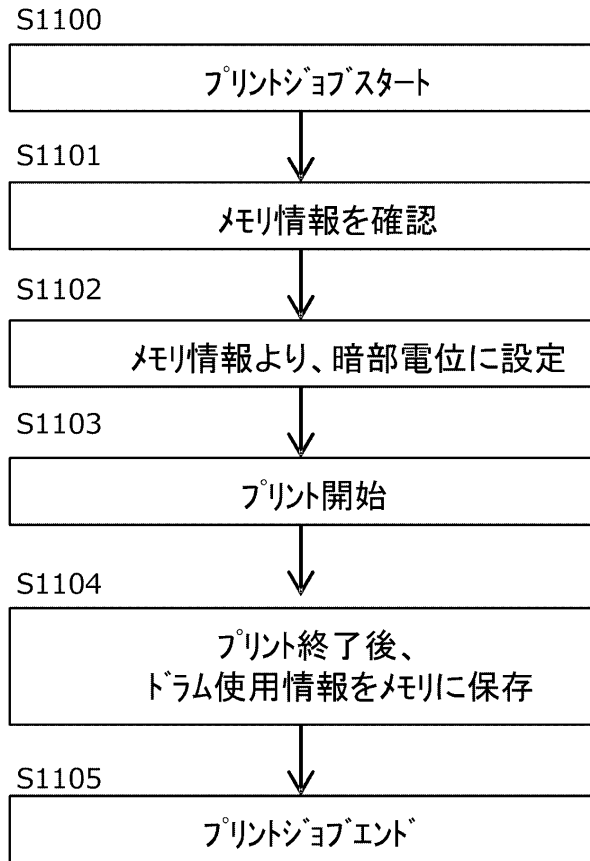 S1100
プリントジョブスタート
S1101
メモリ情報を確認
S1102
メモリ情報より、暗部電位に設定
S1103
プリント開始
S1104
プリント終了後、
ドラム使用情報をメモリに保存
S1105
プリントジョブエンド